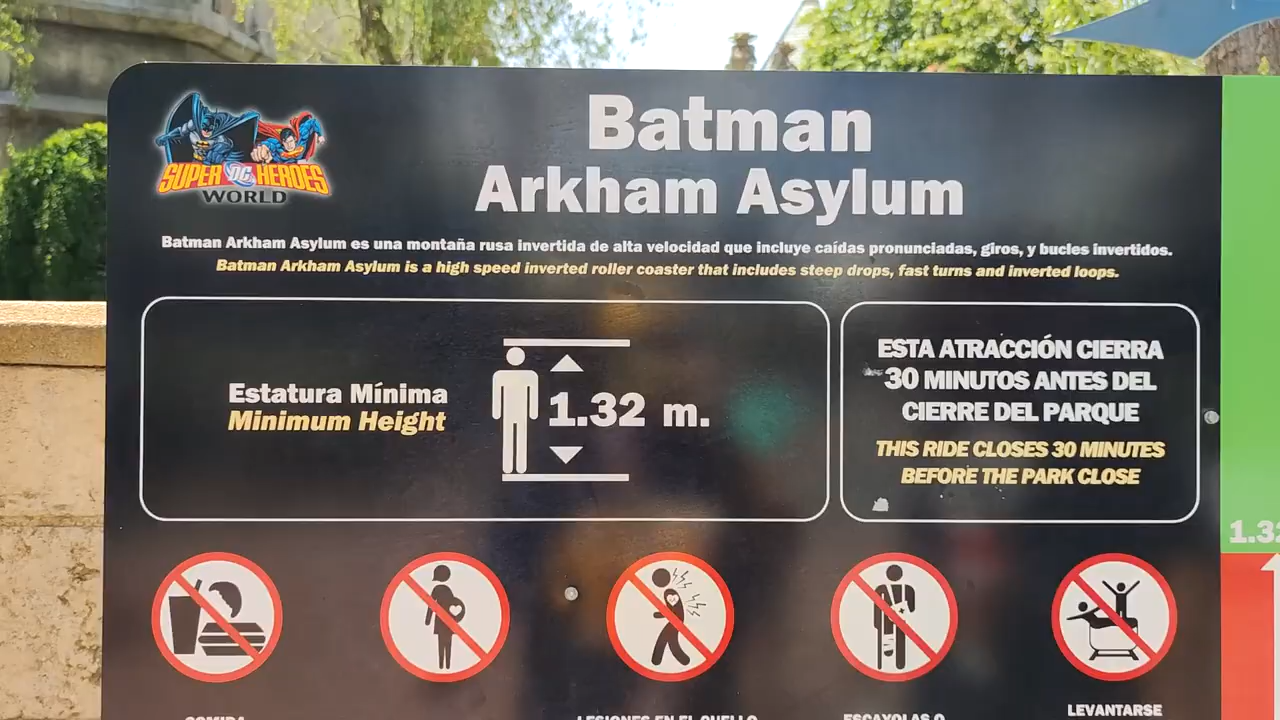 SUPER DC HEROES
WORLD
Batman
Arkham Asylum
Batman Arkham Asylum es una montaña rusa invertida de alta velocidad que incluye caídas pronunciadas, giros, y bucles invertidos.
Batman Arkham Asylum is a high speed inverted roller coaster that includes steep drops, fast turns and inverted loops.
Estatura Mínima
Minimum Height
1.32 m.
ESTA ATRACCIÓN CIERRA
30 MINUTOS ANTES DEL
CIERRE DEL PARQUE
THIS RIDE CLOSES 30 MINUTES
BEFORE THE PARK CLOSE
1.32
COMIDA
LESIONES EN EL CUELLO
ESCAYOLAS O
LEVANTARSE